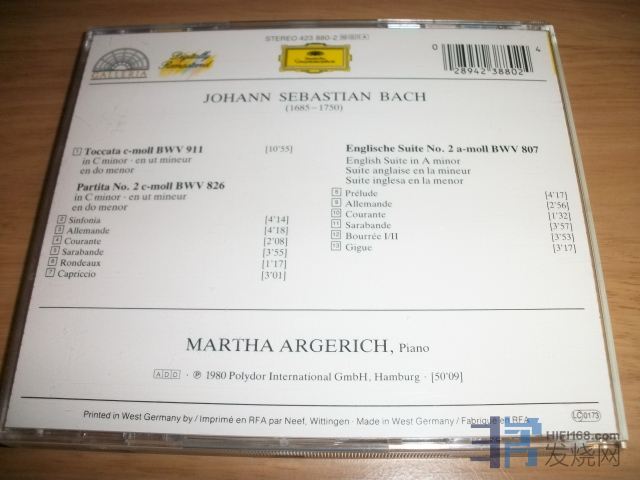 STEREO 423 880-2
GALLERIA
Digitally
Remastered
Deutsche
Grammophon
0
28942 38802
4
JOHANN SEBASTIAN BACH
(1685–1750)
1 Toccata c-moll BWV 911 [10'55]
in C minor · en ut mineur
en do menor
Partita No. 2 c-moll BWV 826
in C minor · en ut mineur
en do menor
2 Sinfonia [4'14]
3 Allemande [4'18]
4 Courante [2'08]
5 Sarabande [3'55]
6 Rondeaux [1'17]
7 Capriccio [3'01]
Englische Suite No. 2 a-moll BWV 807
English Suite in A minor
Suite anglaise en la mineur
Suite inglesa en la menor
8 Prélude [4'17]
9 Allemande [2'56]
10 Courante [1'32]
11 Sarabande [3'57]
12 Bourrée I/II [3'53]
13 Gigue [3'17]
MARTHA ARGERICH, Piano
ADD · ℗ 1980 Polydor International GmbH, Hamburg · [50'09]
Printed in West Germany by / Imprimé en RFA par Neef, Wittingen · Made in West Germany / Fabriqué en RFA
LC 0173
HIFI168.com
发烧网